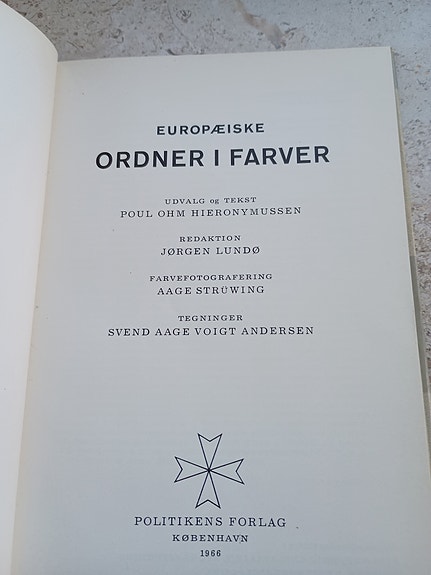 EUROPÆISKE
ORDNER I FARVER
UDVALG og TEKST
POUL OHM HIERONYMUSSEN
REDAKTION
JØRGEN LUNDØ
FARVEFOTOGRAFERING
AAGE STRÜWING
TEGNINGER
SVEND AAGE VOIGT ANDERSEN
POLITIKENS FORLAG
KØBENHAVN
1966